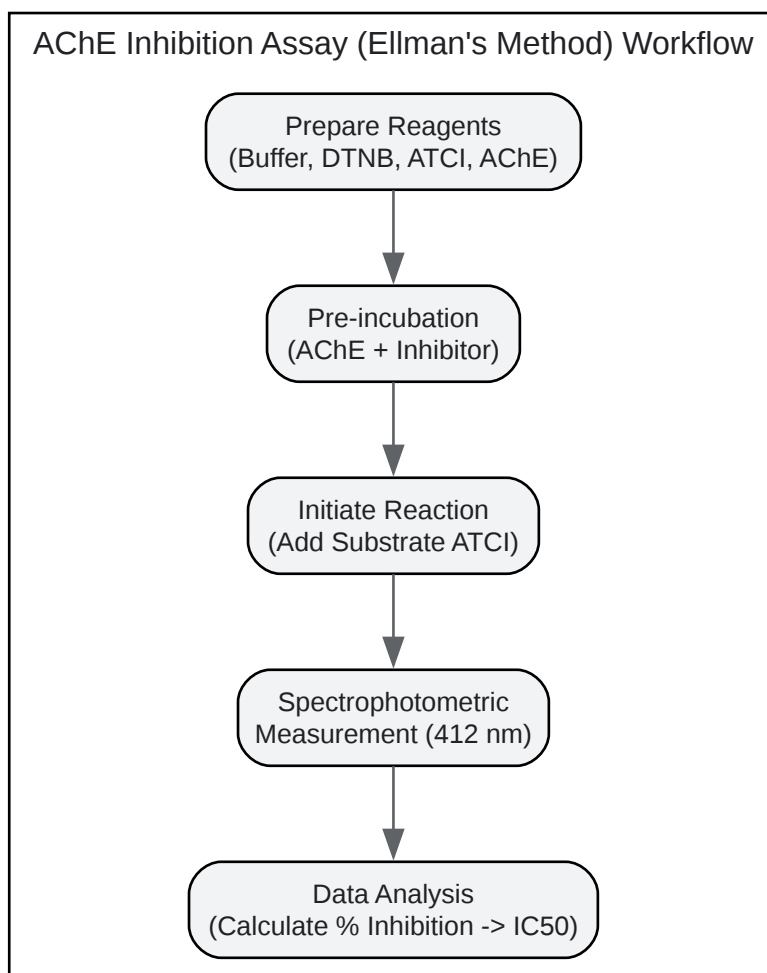 AChE Inhibition Assay (Ellman's Method) Workflow
Prepare Reagents
(Buffer, DTNB, ATCI, AChE)
Pre-incubation
(AChE + Inhibitor)
Initiate Reaction
(Add Substrate ATCI)
Spectrophotometric
Measurement (412 nm)
Data Analysis
(Calculate % Inhibition -> IC50)